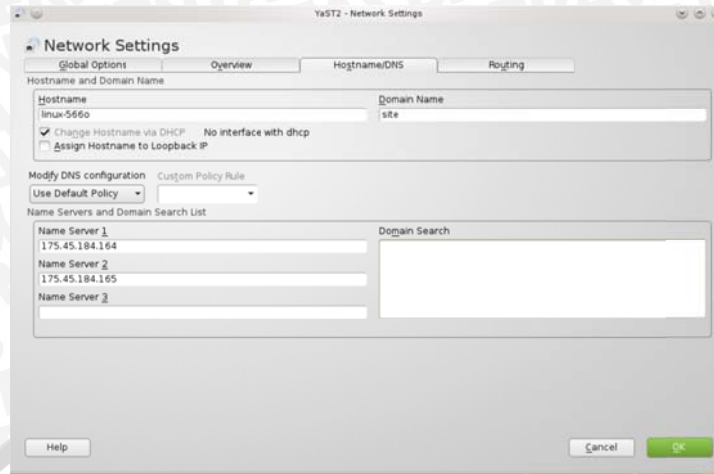 YaST2 - Network Settings
Network Settings
Global Options Overview Hostname/DNS Routing
Hostname and Domain Name
Hostname Domain Name
linux-566o site
Change Hostname via DHCP No interface with dhcp
Assign Hostname to Loopback IP
Modify DNS configuration Custom Policy Rule
Use Default Policy
Name Servers and Domain Search List
Name Server 1 Domain Search
175.45.184.164
Name Server 2
175.45.184.165
Name Server 3
Help Cancel OK